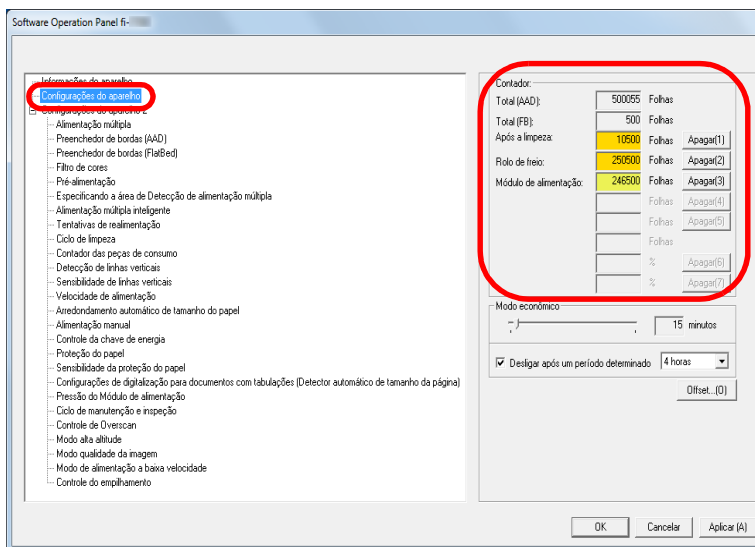 Software Operation Panel fi-
Informações do aparelho
Configurações do aparelho
Configurações do aparelho 2
Alimentação múltipla
Preenchedor de bordas (AAD)
Preenchedor de bordas (FlatBed)
Filtro de cores
Pré-alimentação
Especificando a área de Detecção de alimentação múltipla
Alimentação múltipla inteligente
Tentativas de realimentação
Ciclo de limpeza
Contador das peças de consumo
Detecção de linhas verticais
Sensibilidade de linhas verticais
Velocidade de alimentação
Arredondamento automático de tamanho do papel
Alimentação manual
Controle da chave de energia
Proteção do papel
Sensibilidade da proteção do papel
Configurações de digitalização para documentos com tabulações (Detector automático de tamanho da página)
Pressão do Módulo de alimentação
Ciclo de manutenção e inspeção
Controle de Overscan
Modo alta altitude
Modo qualidade da imagem
Modo de alimentação a baixa velocidade
Controle do empilhamento
Contador:
Total (AAD): 500055 Folhas
Total (FB): 500 Folhas
Após a limpeza: 10500 Folhas Apagar(1)
Rolo de freio: 250500 Folhas Apagar(2)
Módulo de alimentação: 246500 Folhas Apagar(3)
Folhas Apagar(4)
Folhas Apagar(5)
Folhas
% Apagar(6)
% Apagar(7)
Modo econômico
15 minutos
Desligar após um período determinado 4 horas
Offset...(O)
OK Cancelar Aplicar (A)